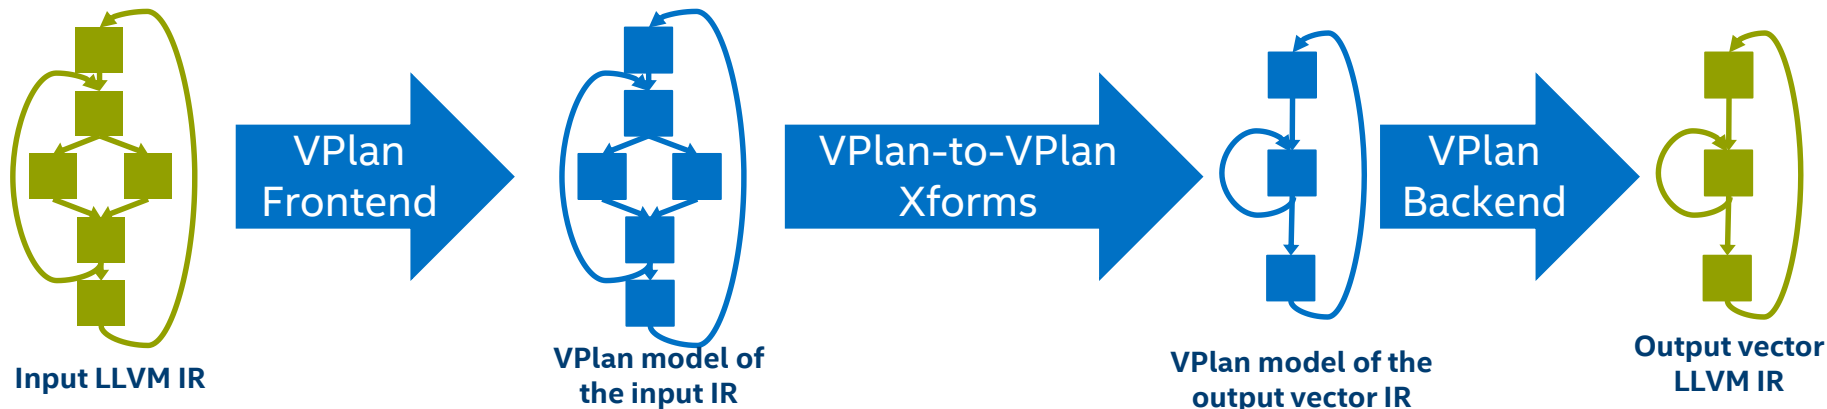 VPlan
Frontend
VPlan-to-VPlan
Xforms
VPlan
Backend
Input LLVM IR
VPlan model of
the input IR
VPlan model of the
output vector IR
Output vector
LLVM IR